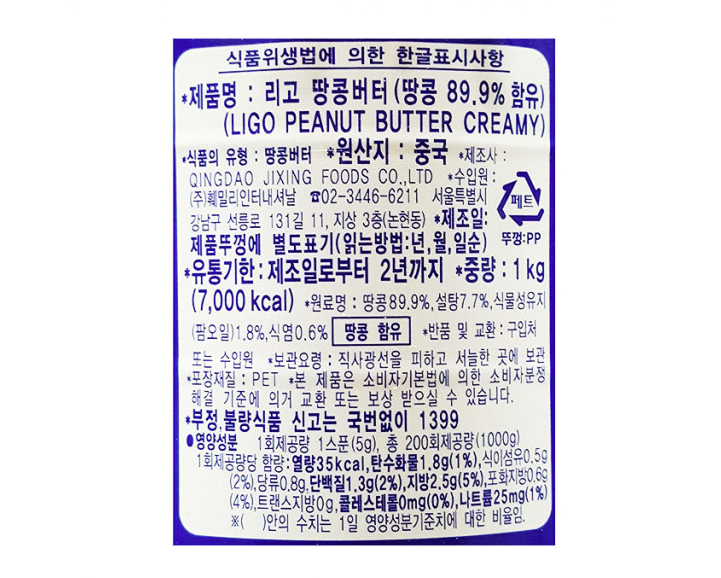 식품위생법에 의한 한글표시사항
*제품명 : 리고 땅콩버터 (땅콩 89.9% 함유)
(LIGO PEANUT BUTTER CREAMY)
*식품의 유형 : 땅콩버터 *원산지 : 중국 *제조사 :
QINGDAO JIXING FOODS CO.,LTD *수입원 :
(주)훼밀리인터내셔날 ☎02-3446-6211 서울특별시
강남구 선릉로 131길 11, 지상 3층(논현동) *제조일:
제품뚜껑에 별도표기(읽는방법:년,월,일순)
페트
뚜껑:PP
*유통기한 : 제조일로부터 2년까지 *중량 : 1 kg
(7,000 kcal) *원료명 : 땅콩89.9%,설탕7.7%,식물성유지
(팜오일)1.8%,식염0.6% 땅콩 함유 *반품 및 교환 : 구입처
또는 수입원 *보관요령 : 직사광선을 피하고 서늘한 곳에 보관
*포장재질 : PET *본 제품은 소비자기본법에 의한 소비자분쟁
해결 기준에 의거 교환 또는 보상 받으실 수 있습니다.
*부정,불량식품 신고는 국번없이 1399
●영양성분 1회제공량 1스푼(5g), 총 200회제공량(1000g)
1회제공량당 함량:열량35kcal,탄수화물1.8g(1%),식이섬유0.5g
(2%),당류0.8g,단백질1.3g(2%),지방2.5g(5%),포화지방0.6g
(4%),트랜스지방0g,콜레스테롤0mg(0%),나트륨25mg(1%)
※( )안의 수치는 1일 영양성분기준치에 대한 비율임.